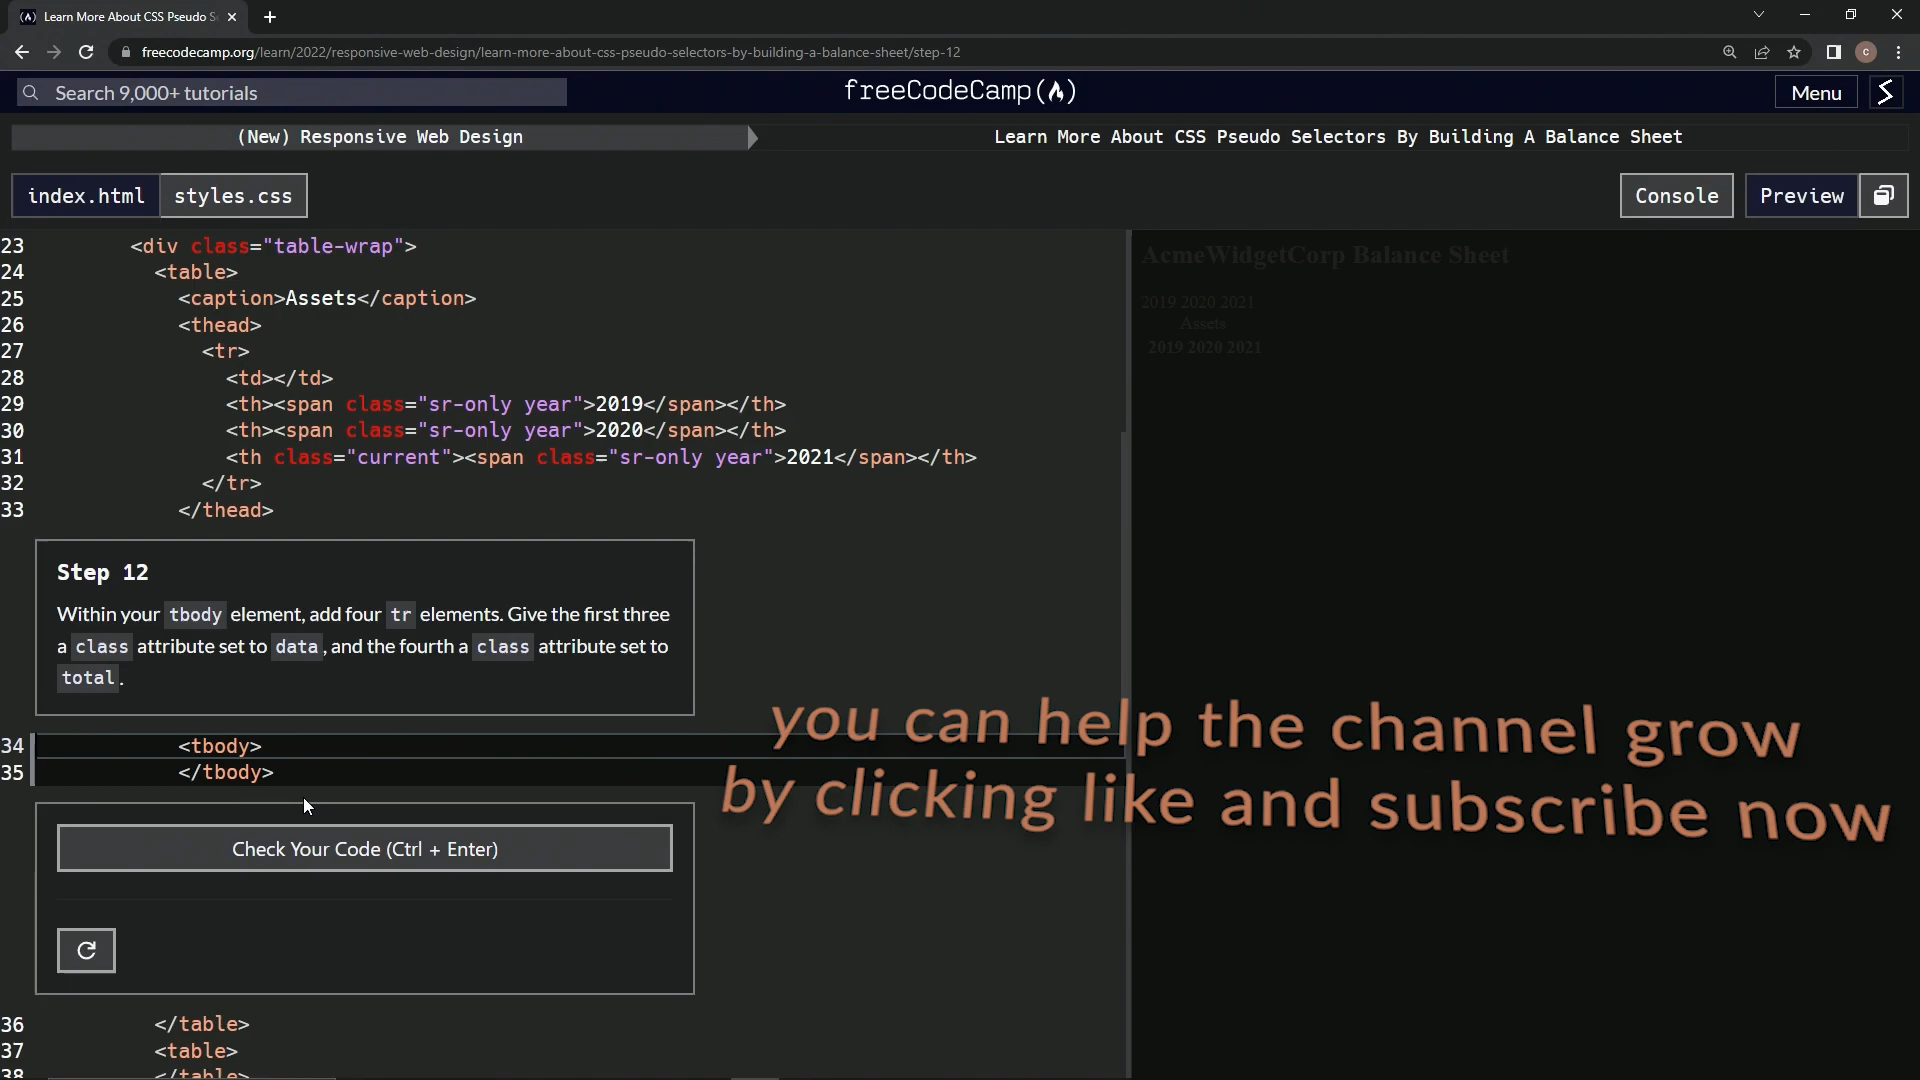 Learn More About CSS Pseudo S
freecodecamp.org/learn/2022/responsive-web-design/learn-more-about-css-pseudo-selectors-by-building-a-balance-sheet/step-12
C
Search 9,000+ tutorials
freeCodeCamp
Menu
(New) Responsive Web Design
Learn More About CSS Pseudo Selectors By Building A Balance Sheet
index.html
styles.css
Console
Preview
23 <div class="table-wrap">
24 <table>
25 <caption>Assets</caption>
26 <thead>
27 <tr>
28 <td></td>
29 <th><span class="sr-only year">2019</span></th>
30 <th><span class="sr-only year">2020</span></th>
31 <th class="current"><span class="sr-only year">2021</span></th>
32 </tr>
33 </thead>
Step 12
Within your tbody element, add four tr elements. Give the first three
a class attribute set to data, and the fourth a class attribute set to
total.
34 <tbody>
35 </tbody>
Check Your Code (Ctrl + Enter)
36 </table>
37 <table>
38 </table>
AcmeWidgetCorp Balance Sheet
2019 2020 2021
Assets
2019 2020 2021
you can help the channel grow
by clicking like and subscribe now